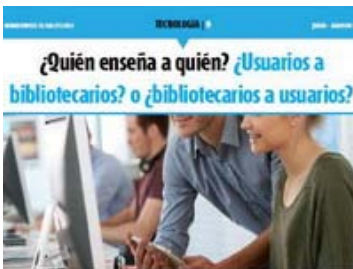 TECNOLOGÍA |
¿Quién enseña a quién? ¿Usuarios a
bibliotecarios? o ¿bibliotecarios a usuarios?